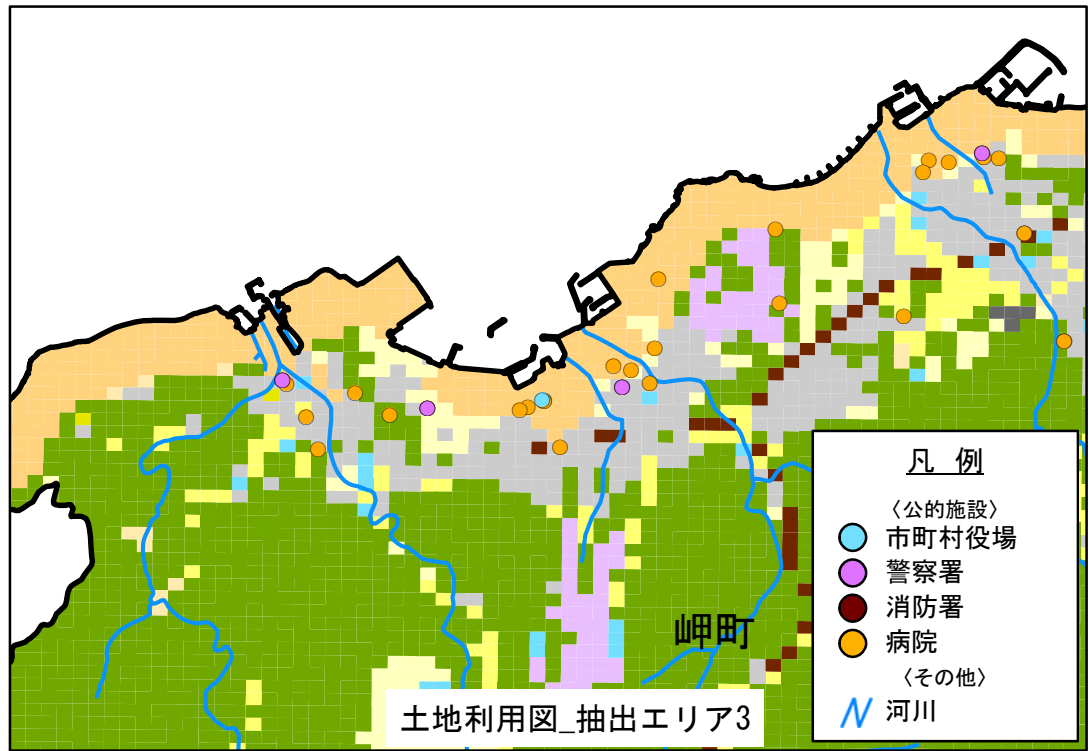 岬町
土地利用図_抽出エリア3
凡 例
〈公的施設〉
市町村役場
警察署
消防署
病院
〈その他〉
河川